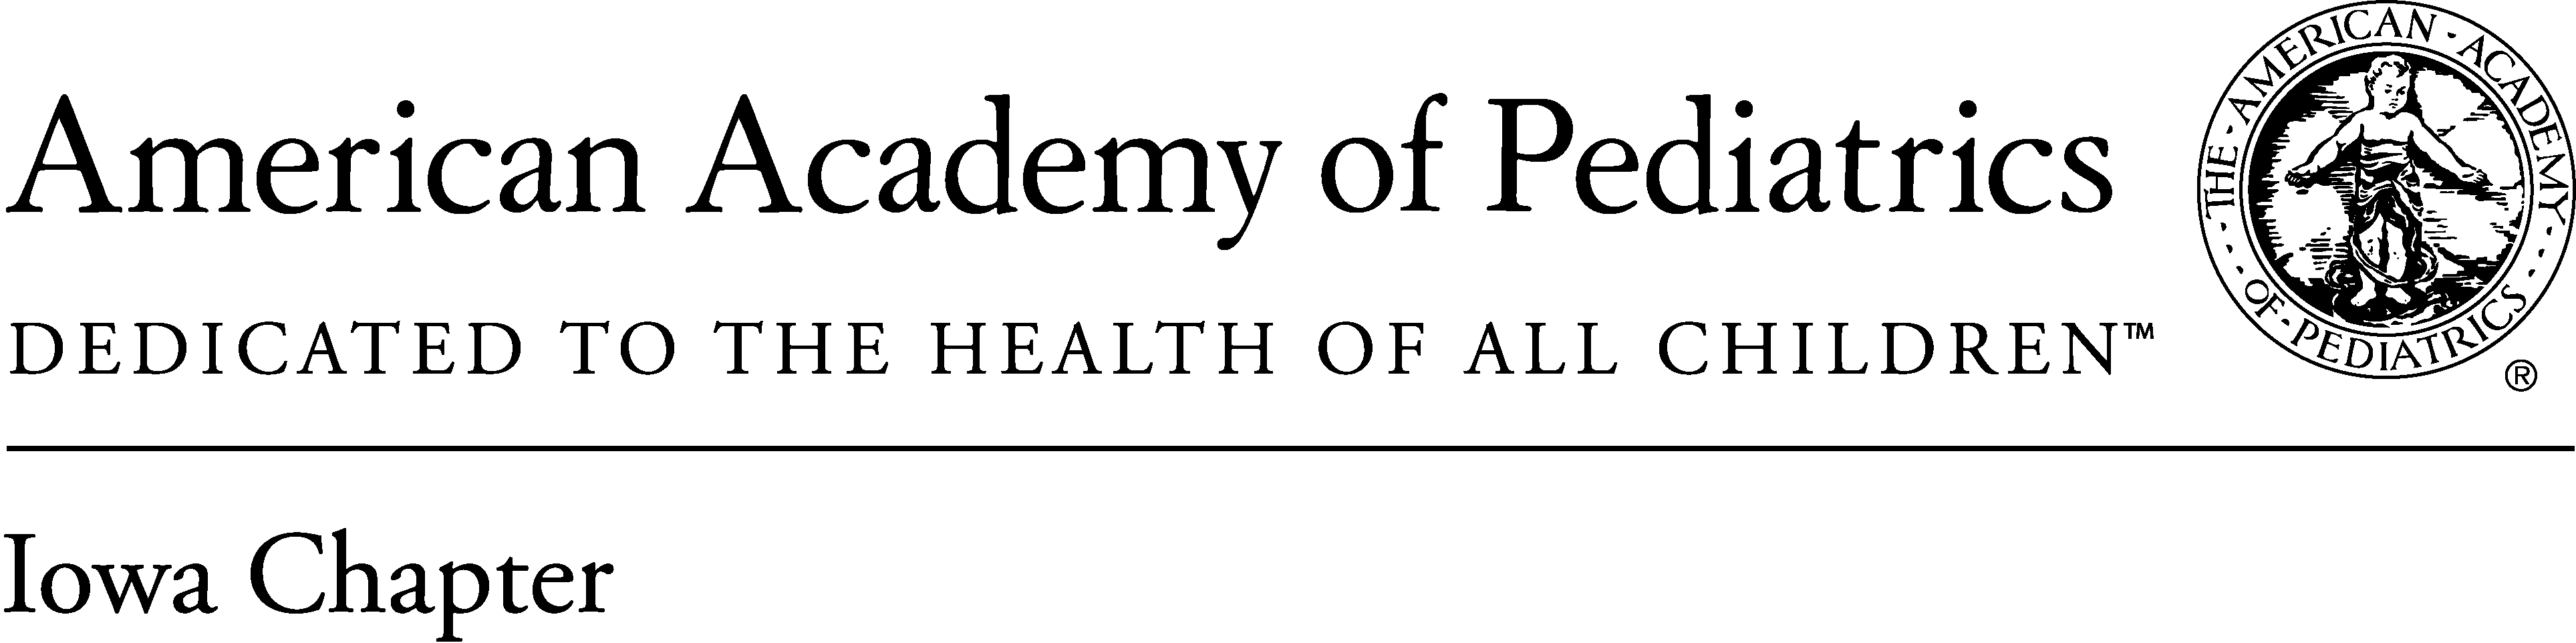 American Academy of Pediatrics
DEDICATED TO THE HEALTH OF ALL CHILDREN™
THE · AMERICAN · ACADEMY · OF · PEDIATRICS
®
Iowa Chapter